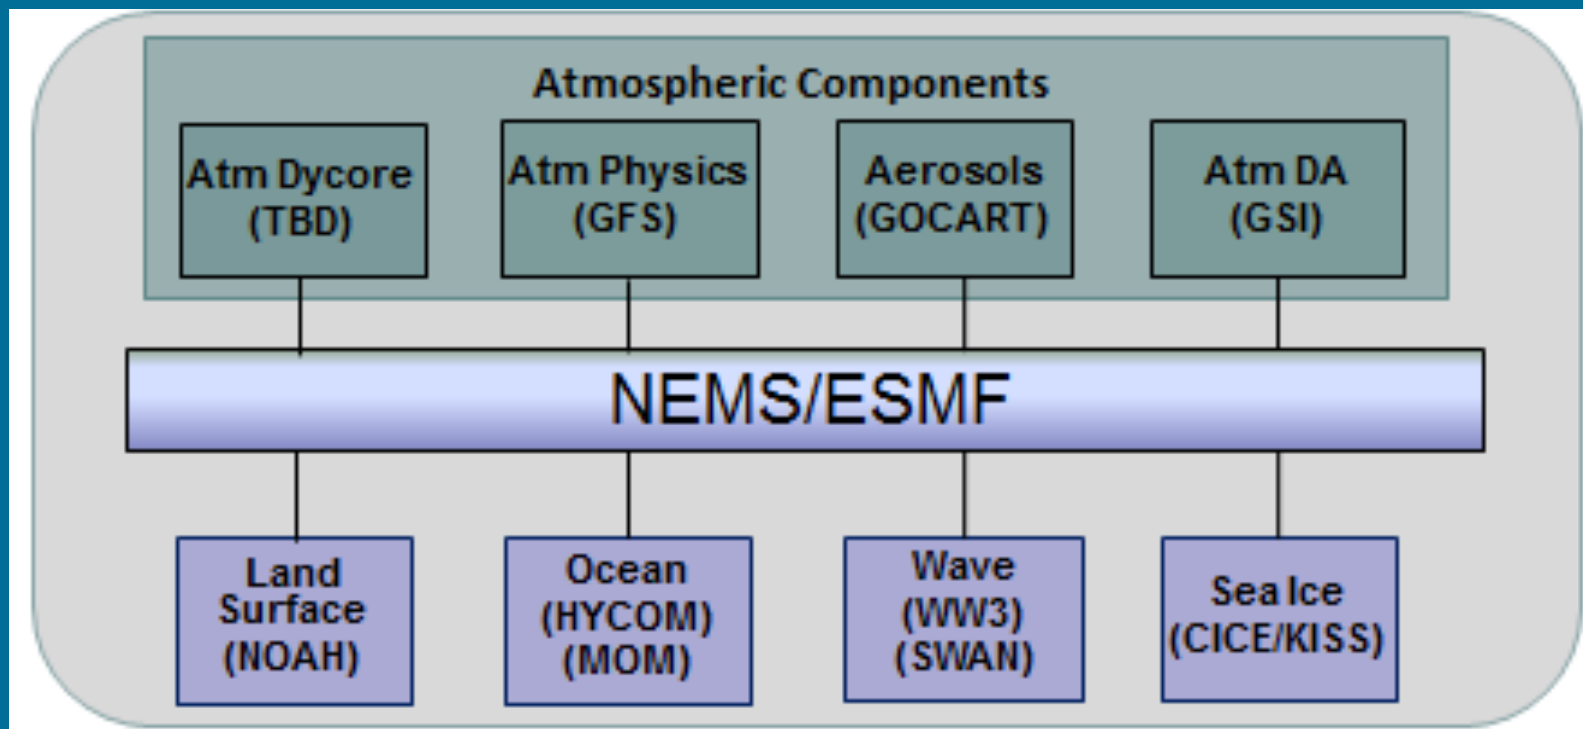 Atmospheric Components
Atm Dycore
(TBD)
Atm Physics
(GFS)
Aerosols
(GOCART)
Atm DA
(GSI)
NEMS/ESMF
Land
Surface
(NOAH)
Ocean
(HYCOM)
(MOM)
Wave
(WW3)
(SWAN)
Sea Ice
(CICE/KISS)